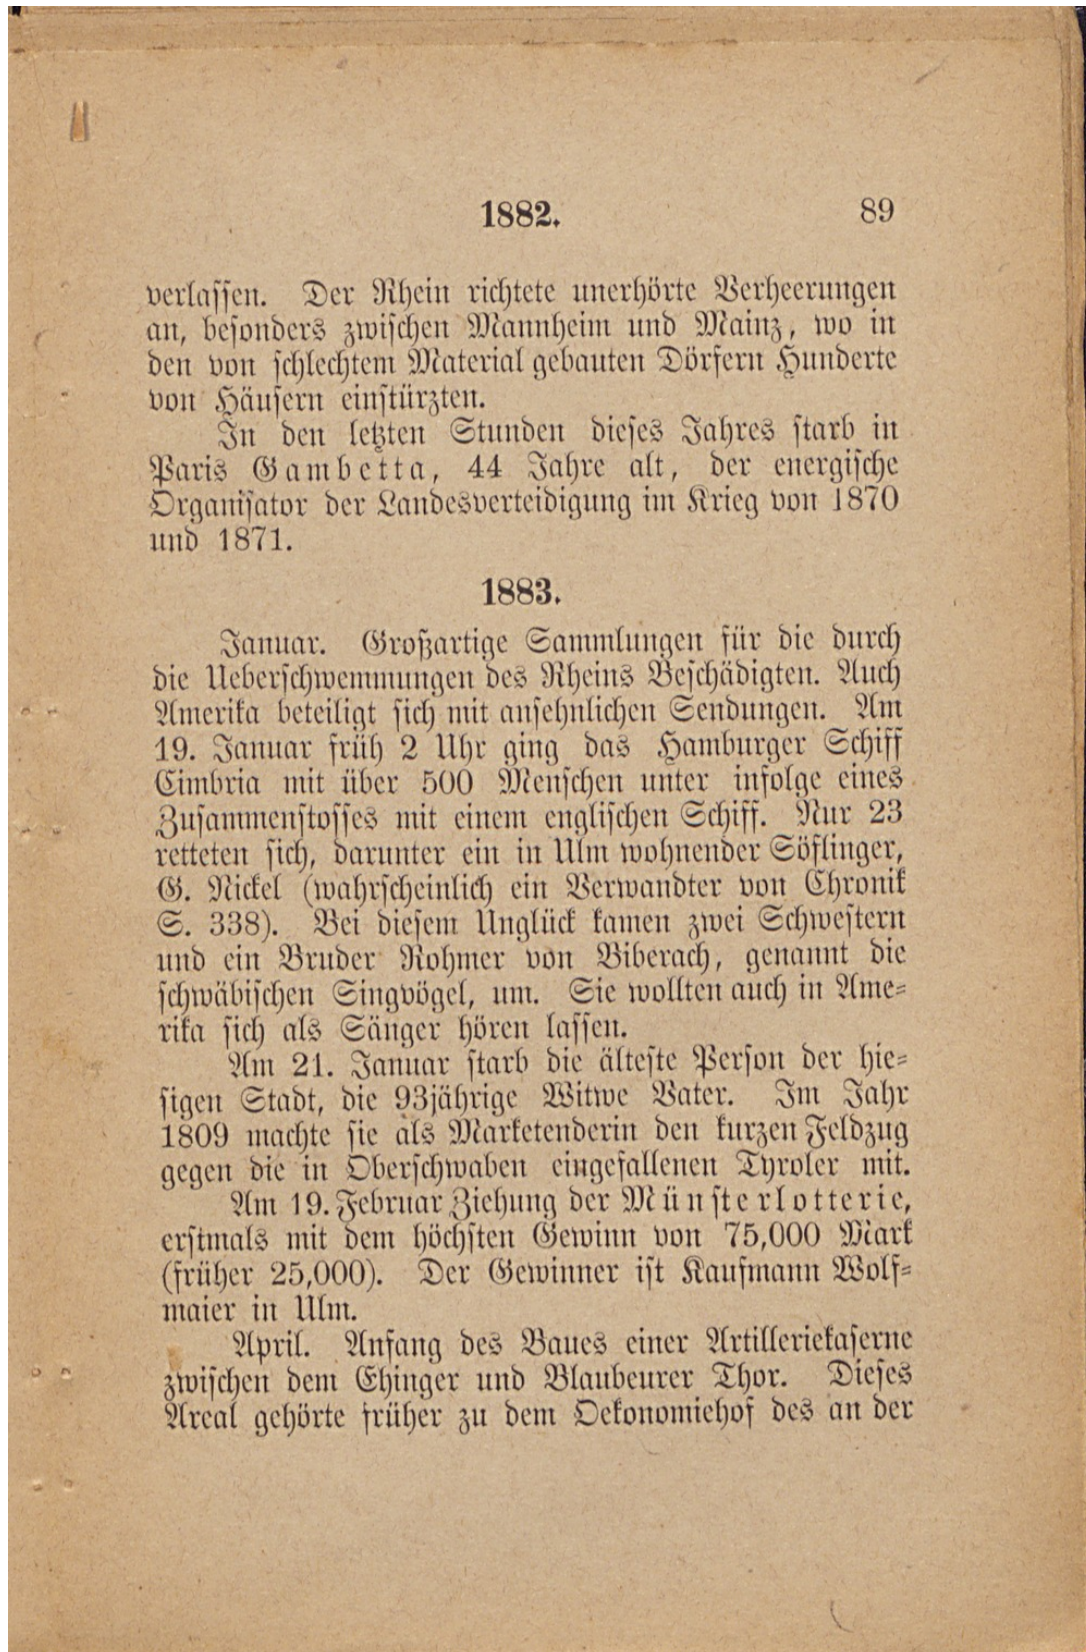 1882. 89
verlassen. Der Rhein richtete unerhörte Verheerungen
an, besonders zwischen Mannheim und Mainz, wo in
den von schlechtem Material gebauten Dörfern Hunderte
von Häusern einstürzten.
In den letzten Stunden dieses Jahres starb in
Paris Gambetta, 44 Jahre alt, der energische
Organisator der Landesverteidigung im Krieg von 1870
und 1871.
1883.
Januar. Großartige Sammlungen für die durch
die Ueberschwemmungen des Rheins Beschädigten. Auch
Amerika beteiligt sich mit ansehnlichen Sendungen. Am
19. Januar früh 2 Uhr ging das Hamburger Schiff
Cimbria mit über 500 Menschen unter infolge eines
Zusammenstosses mit einem englischen Schiff. Nur 23
retteten sich, darunter ein in Ulm wohnender Söflinger,
G. Nickel (wahrscheinlich ein Verwandter von Chronik
S. 338). Bei diesem Unglück kamen zwei Schwestern
und ein Bruder Rohmer von Biberach, genannt die
schwäbischen Singvögel, um. Sie wollten auch in Ame-
rika sich als Sänger hören lassen.
Am 21. Januar starb die älteste Person der hie-
sigen Stadt, die 93jährige Witwe Vater. Im Jahr
1809 machte sie als Marketenderin den kurzen Feldzug
gegen die in Oberschwaben eingefallenen Tyroler mit.
Am 19. Februar Ziehung der Münsterlotterie,
erstmals mit dem höchsten Gewinn von 75,000 Mark
(früher 25,000). Der Gewinner ist Kaufmann Wolf-
maier in Ulm.
April. Anfang des Baues einer Artilleriekaserne
zwischen dem Ehinger und Blaubeurer Thor. Dieses
Areal gehörte früher zu dem Oekonomiehof des an der